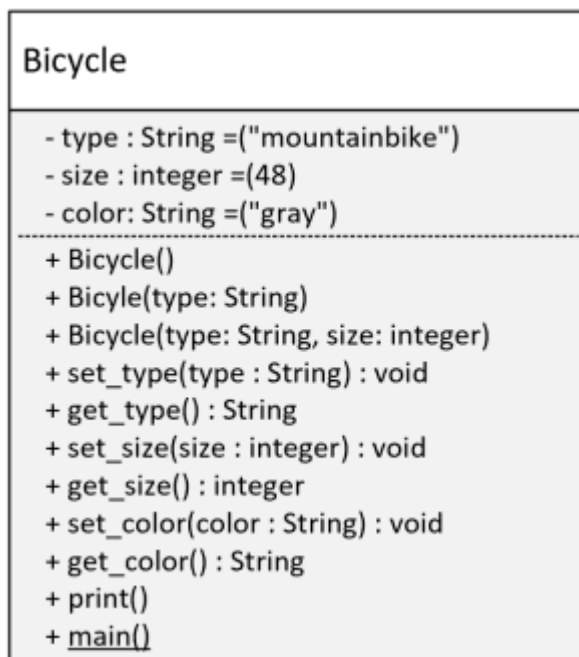 Bicycle
- type : String =("mountainbike")
- size : integer =(48)
- color: String =("gray")
+ Bicycle()
+ Bicyle(type: String)
+ Bicycle(type: String, size: integer)
+ set_type(type : String) : void
+ get_type() : String
+ set_size(size : integer) : void
+ get_size() : integer
+ set_color(color : String) : void
+ get_color() : String
+ print()
+ main()